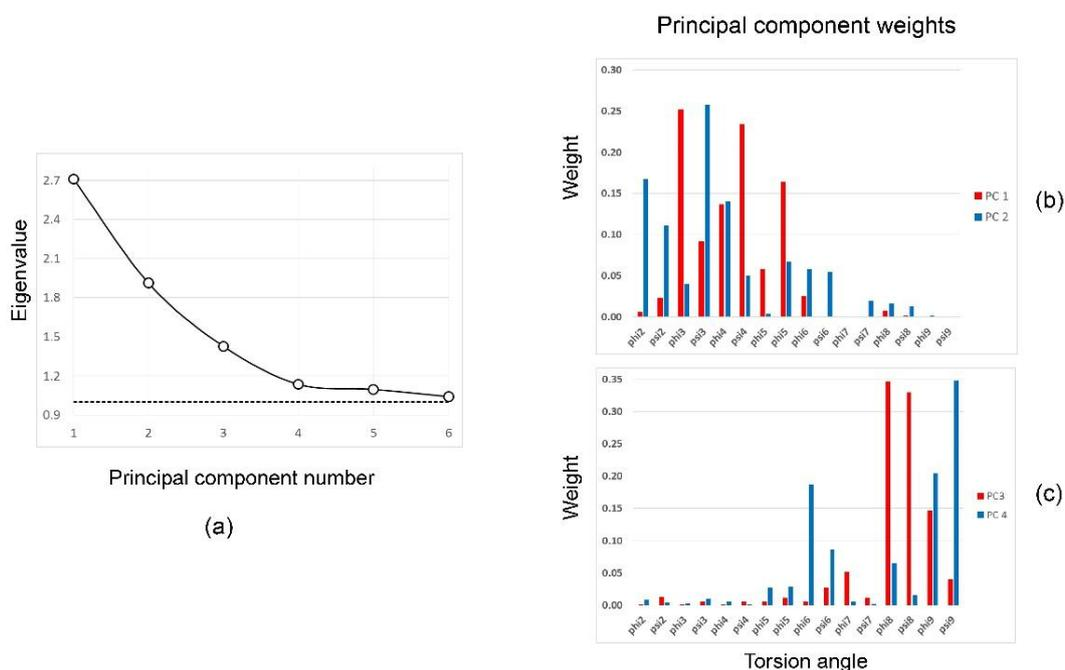 Eigenvalue
2.7
2.4
2.1
1.8
1.5
1.2
0.9
1 2 3 4 5 6
Principal component number
(a)
Principal component weights
Weight
0.30
0.25
0.20
0.15
0.10
0.05
0.00
phi2 psi2 phi3 psi3 phi4 psi4 phi5 psi5 phi6 psi6 phi7 psi7 phi8 psi8 phi9 psi9
PC 1
PC 2
(b)
Weight
0.35
0.30
0.25
0.20
0.15
0.10
0.05
0.00
phi2 psi2 phi3 psi3 phi4 psi4 phi5 psi5 phi6 psi6 phi7 psi7 phi8 psi8 phi9 psi9
PC3
PC 4
(c)
Torsion angle